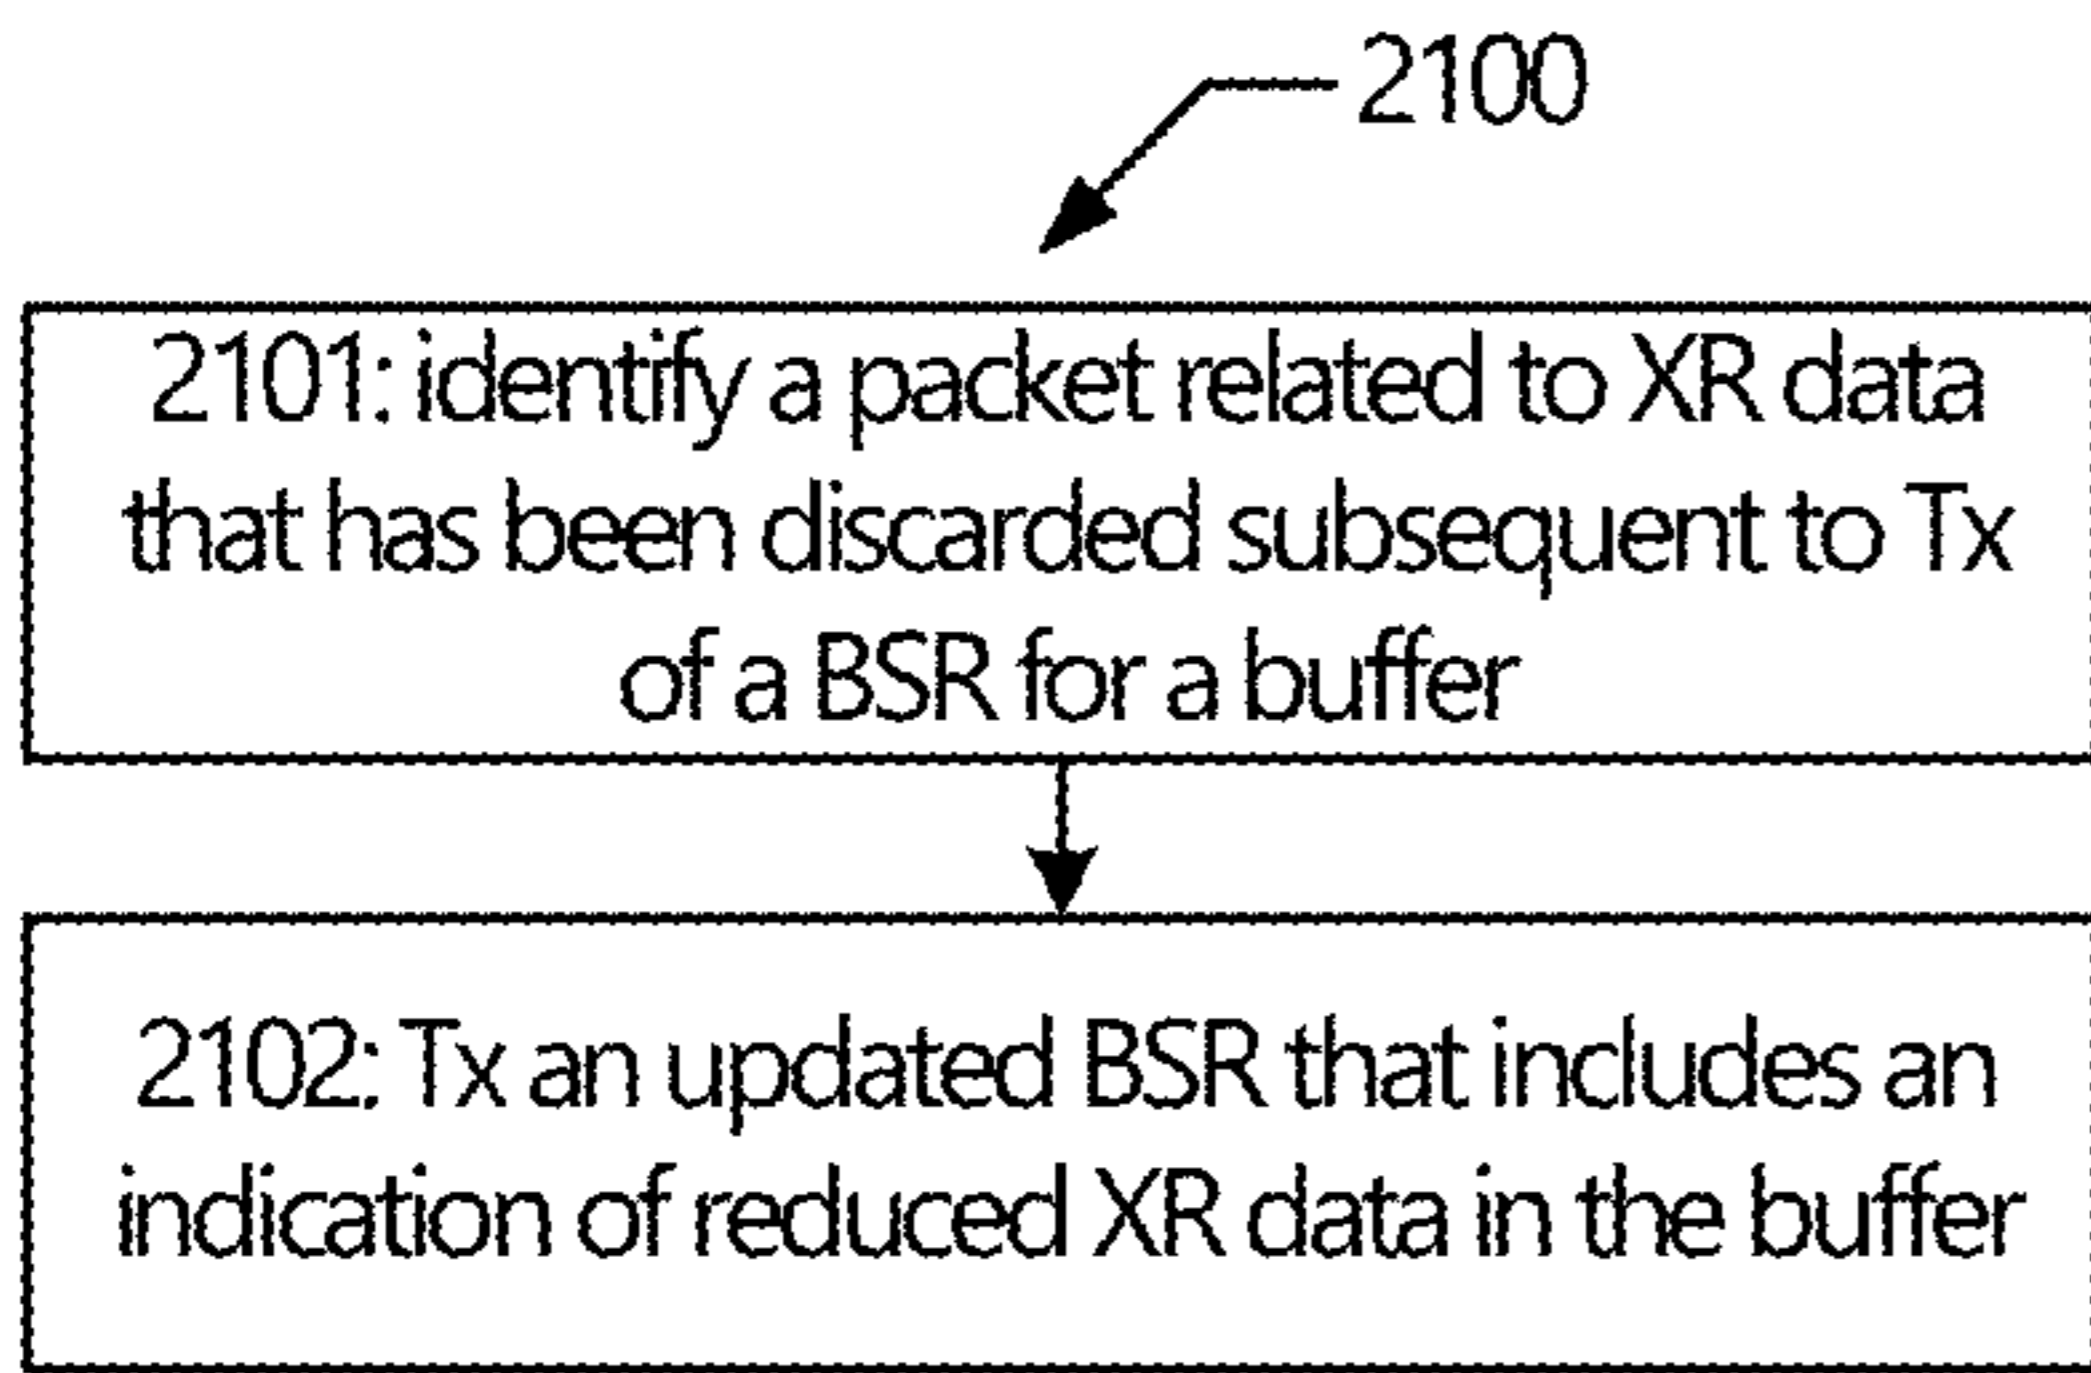 2100
2101: identify a packet related to XR data
that has been discarded subsequent to Tx
of a BSR for a buffer
2102: Tx an updated BSR that includes an
indication of reduced XR data in the buffer